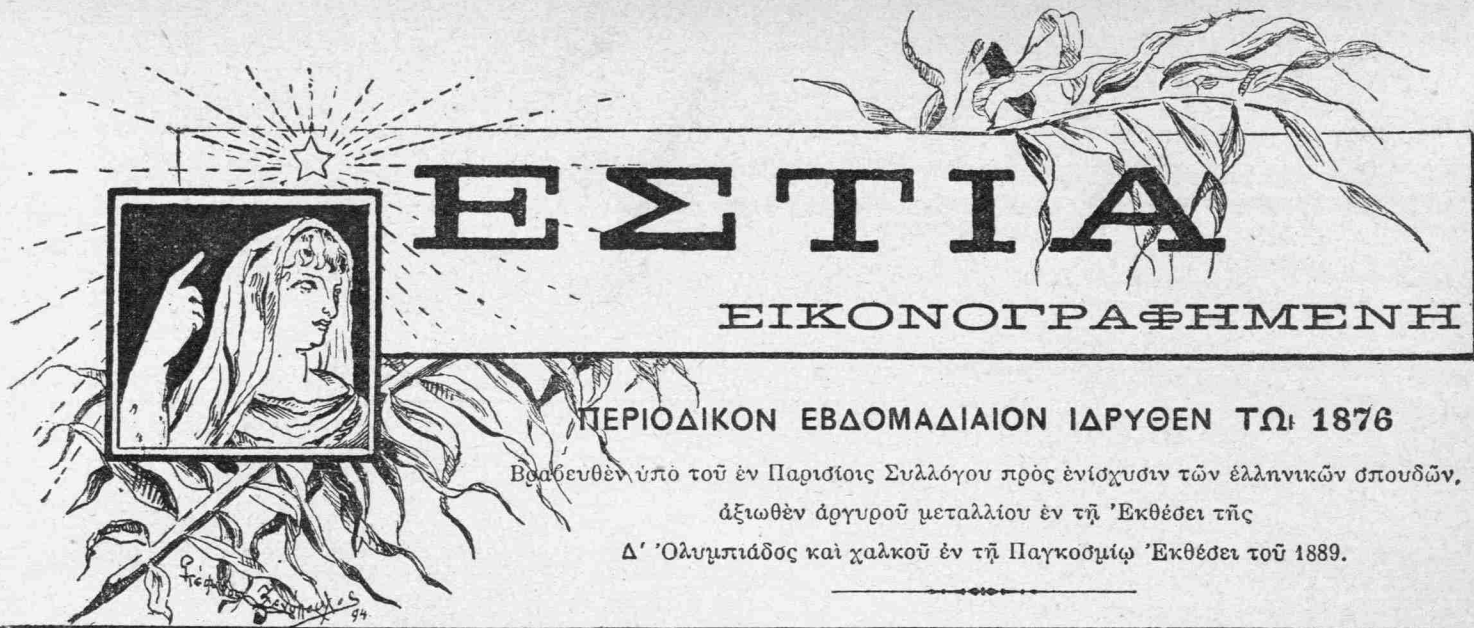 ΕΣΤΙΑ
ΕΙΚΟΝΟΓΡΑΦΗΜΕΝΗ
ΠΕΡΙΟΔΙΚΟΝ ΕΒΔΟΜΑΔΙΑΙΟΝ ΙΔΡΥΘΕΝ ΤΩι 1876
Βραβευθὲν ὑπὸ τοῦ ἐν Παρισίοις Συλλόγου πρὸς ἐνίσχυσιν τῶν ἑλληνικῶν σπουδῶν,
ἀξιωθὲν ἀργυροῦ μεταλλίου ἐν τῇ Ἐκθέσει τῆς
Δ΄ Ὀλυμπιάδος καὶ χαλκοῦ ἐν τῇ Παγκοσμίῳ Ἐκθέσει τοῦ 1889.
94